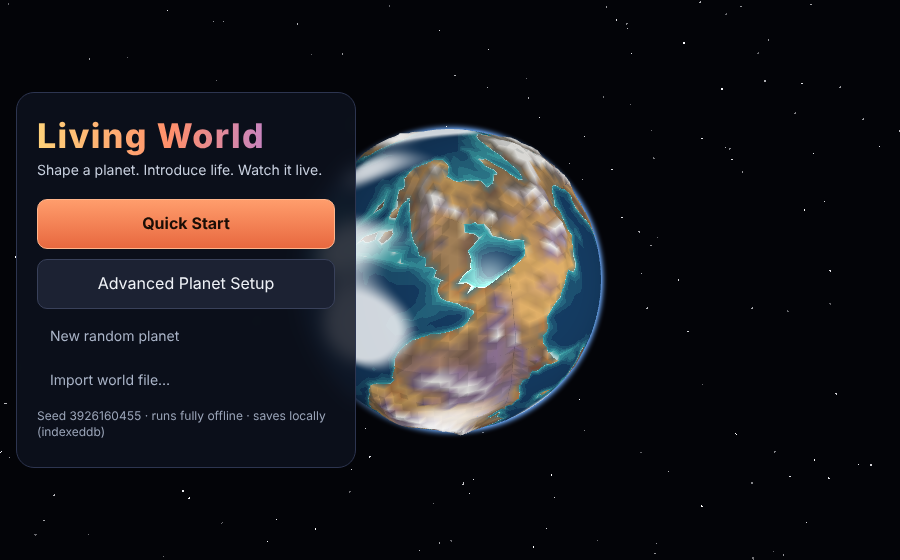 Living World
Shape a planet. Introduce life. Watch it live.
Quick Start
Advanced Planet Setup
New random planet
Import world file...
Seed 3926160455 · runs fully offline · saves locally
(indexeddb)